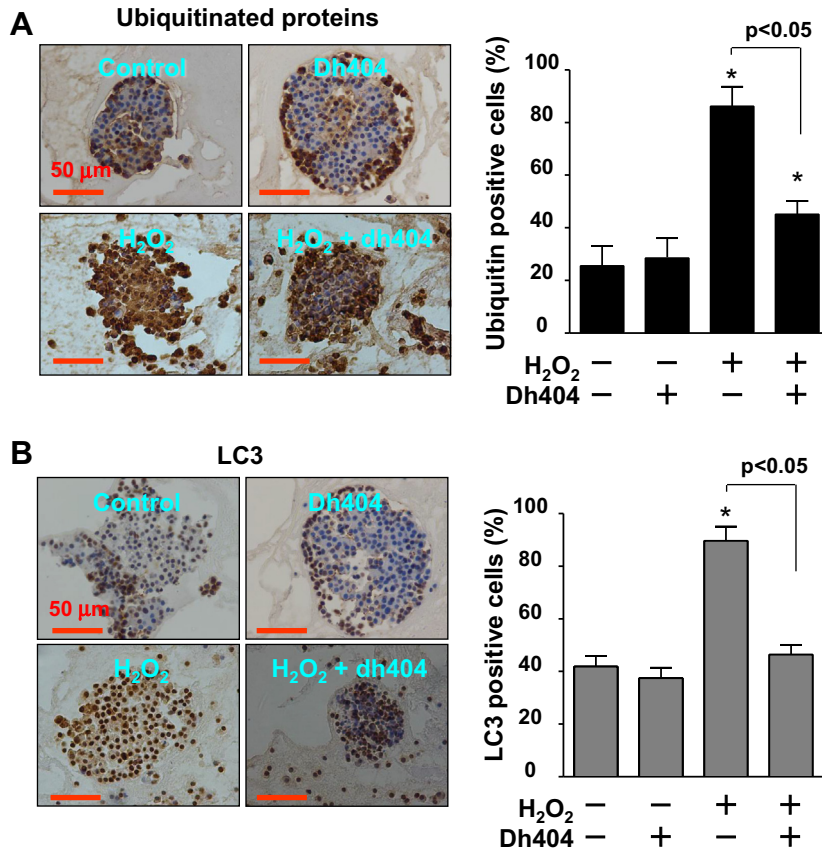 A
Ubiquitinated proteins
Control
Dh404
50 μm
H₂O₂
H₂O₂ + dh404
Ubiquitin positive cells (%)
p<0.05
100
80
60
40
20
0
*
*
H₂O₂ − − + +
Dh404 − + − +
B
LC3
Control
Dh404
50 μm
H₂O₂
H₂O₂ + dh404
LC3 positive cells (%)
p<0.05
100
80
60
40
20
0
*
H₂O₂ − − + +
Dh404 − + − +